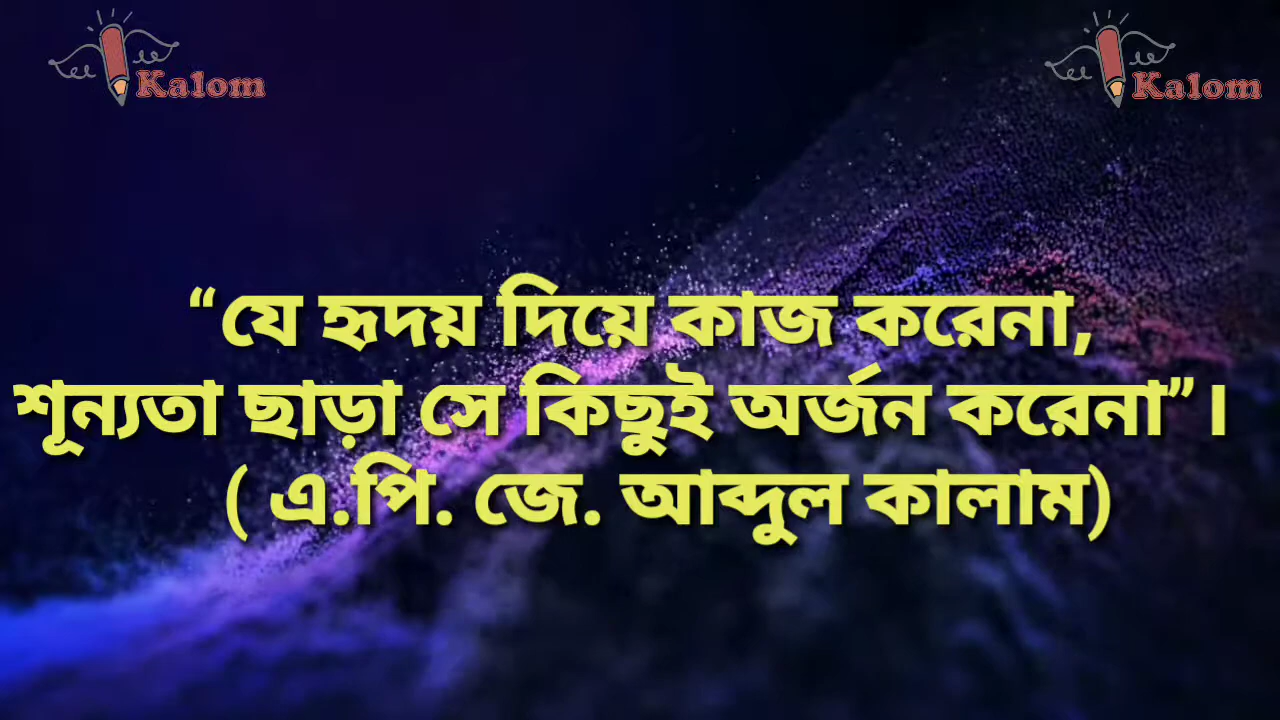 Kalom Kalom
“যে হৃদয় দিয়ে কাজ করেনা,
শূন্যতা ছাড়া সে কিছুই অর্জন করেনা”।
( এ.পি. জে. আব্দুল কালাম)